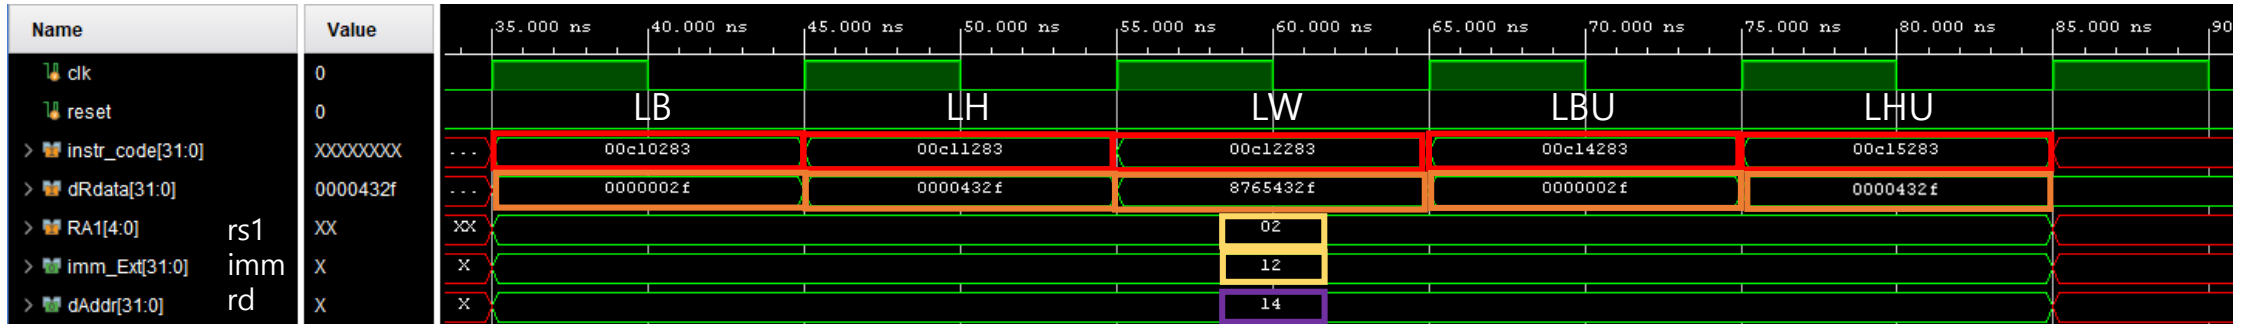 Name Value 35.000 ns 40.000 ns 45.000 ns 50.000 ns 55.000 ns 60.000 ns 65.000 ns 70.000 ns 75.000 ns 80.000 ns 85.000 ns 90
clk 0
reset 0 LB LH LW LBU LHU
instr_code[31:0] XXXXXXXX ... 00c10283 00c11283 00c12283 00c14283 00c15283
dRdata[31:0] 0000432f ... 0000002f 0000432f 8765432f 0000002f 0000432f
RA1[4:0] rs1 XX XX 02
imm_Ext[31:0] imm X X 12
dAddr[31:0] rd X X 14